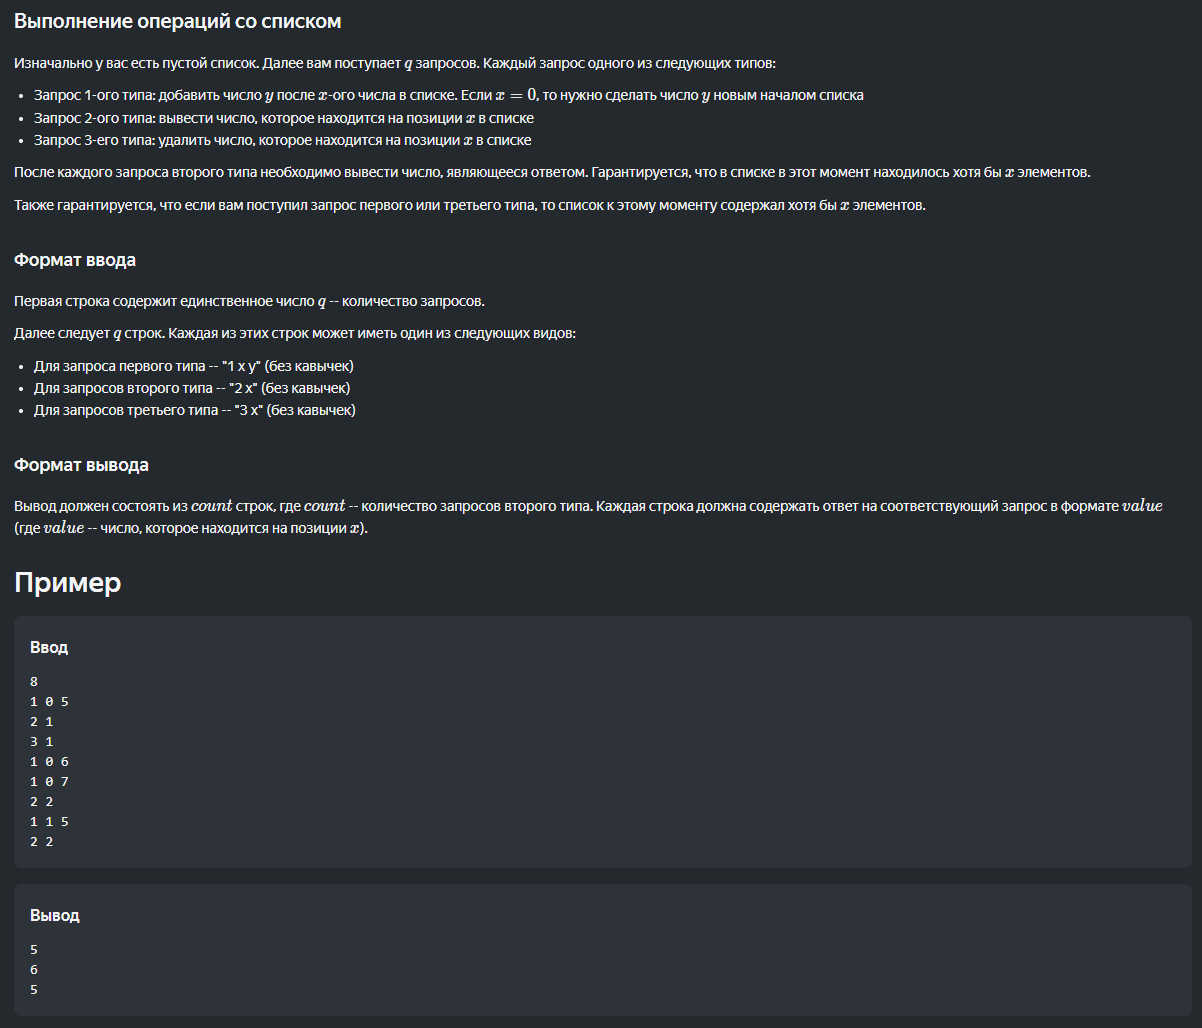 Выполнение операций со списком
Изначально у вас есть пустой список. Далее вам поступает q запросов. Каждый запрос одного из следующих типов:
• Запрос 1-ого типа: добавить число y после x-ого числа в списке. Если x = 0, то нужно сделать число y новым началом списка
• Запрос 2-ого типа: вывести число, которое находится на позиции x в списке
• Запрос 3-его типа: удалить число, которое находится на позиции x в списке
После каждого запроса второго типа необходимо вывести число, являющееся ответом. Гарантируется, что в списке в этот момент находилось хотя бы x элементов.
Также гарантируется, что если вам поступил запрос первого или третьего типа, то список к этому моменту содержал хотя бы x элементов.
Формат ввода
Первая строка содержит единственное число q -- количество запросов.
Далее следует q строк. Каждая из этих строк может иметь один из следующих видов:
• Для запроса первого типа -- "1 x y" (без кавычек)
• Для запросов второго типа -- "2 x" (без кавычек)
• Для запросов третьего типа -- "3 x" (без кавычек)
Формат вывода
Вывод должен состоять из count строк, где count -- количество запросов второго типа. Каждая строка должна содержать ответ на соответствующий запрос в формате value
(где value -- число, которое находится на позиции x).
Пример
Ввод
8
1 0 5
2 1
3 1
1 0 6
1 0 7
2 2
1 1 5
2 2
Вывод
5
6
5